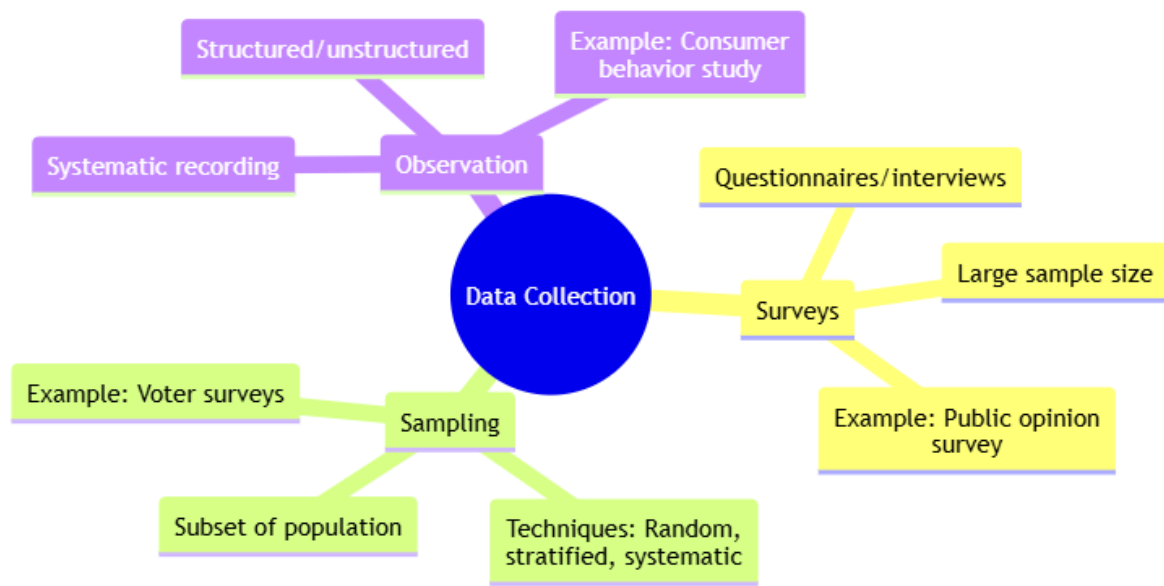 Structured/unstructured
Example: Consumer
behavior study
Systematic recording
Observation
Questionnaires/interviews
Large sample size
Data Collection
Surveys
Example: Public opinion
survey
Example: Voter surveys
Sampling
Subset of population
Techniques: Random,
stratified, systematic